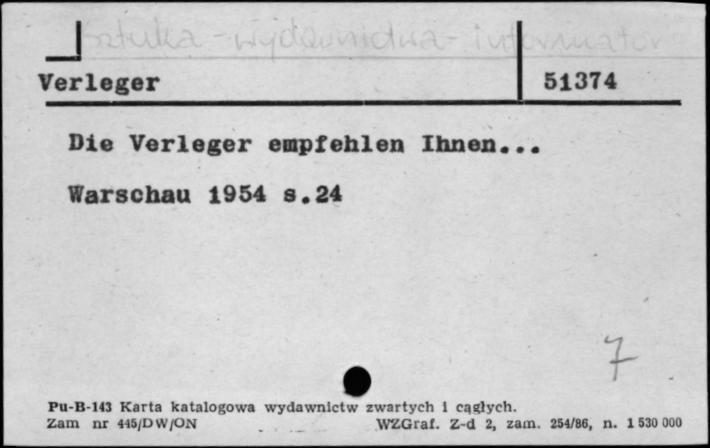 Sztuka - wydawnictwa - informator
Verleger 51374
Die Verleger empfehlen Ihnen...
Warschau 1954 s.24
7
Pu-B-143 Karta katalogowa wydawnictw zwartych i ciągłych.
Zam nr 445/DW/ON WZGraf. Z-d 2, zam. 254/86, n. 1 530 000